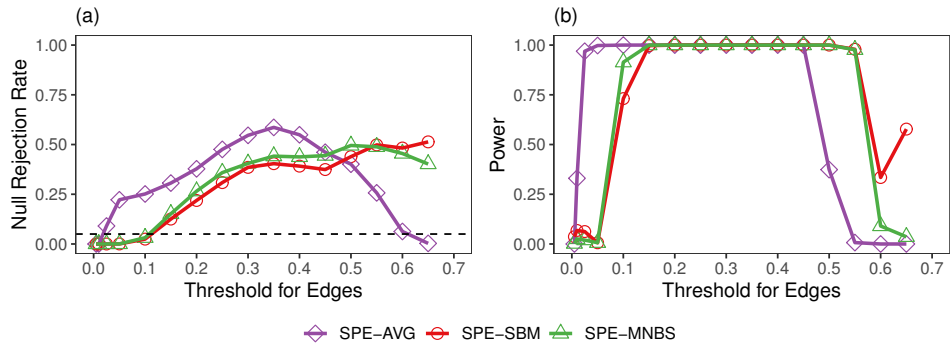 (a)
Null Rejection Rate
1.00
0.75
0.50
0.25
0.00
0.0 0.1 0.2 0.3 0.4 0.5 0.6 0.7
Threshold for Edges
(b)
Power
1.00
0.75
0.50
0.25
0.00
0.0 0.1 0.2 0.3 0.4 0.5 0.6 0.7
Threshold for Edges
SPE−AVG SPE−SBM SPE−MNBS